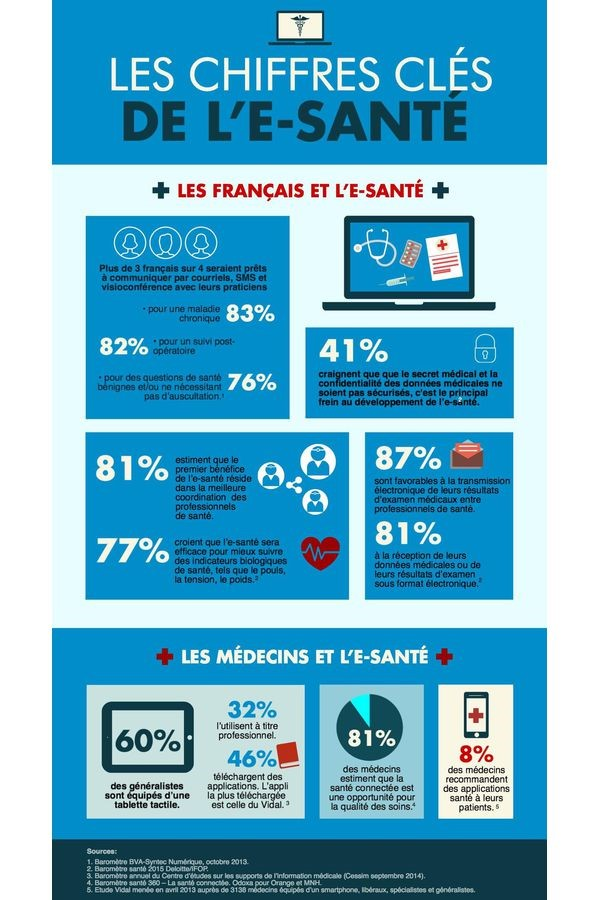 LES CHIFFRES CLÉS
DE L'E-SANTÉ
LES FRANÇAIS ET L'E-SANTÉ
Plus de 3 français sur 4 seraient prêts
à communiquer par courriels, SMS et
visioconférence avec leurs praticiens
· pour une maladie
chronique
83%
82%
· pour un suivi post-
opératoire
· pour des questions de santé
bénignes et/ou ne nécessitant
pas d'auscultation.1
76%
41%
craignent que que le secret médical et la
confidentialité des données médicales ne
soient pas sécurisés, c'est le principal
frein au développement de l'e-santé.
81%
estiment que le
premier bénéfice
de l'e-santé réside
dans la meilleure
coordination des
professionnels
de santé.
77%
croient que l'e-santé sera
efficace pour mieux suivre
des indicateurs biologiques
de santé, tels que le pouls,
la tension, le poids.2
87%
sont favorables à la transmission
électronique de leurs résultats
d'examen médicaux entre
professionnels de santé.
81%
à la réception de leurs
données médicales ou de
leurs résultats d'examen
sous format électronique.2
LES MÉDECINS ET L'E-SANTÉ
60%
des généralistes
sont équipés d'une
tablette tactile.
32%
l'utilisent à titre
professionnel.
46%
téléchargent des
applications. L'appli
la plus téléchargée
est celle du Vidal. 3
81%
des médecins
estiment que la
santé connectée est
une opportunité pour
la qualité des soins.4
8%
des médecins
recommandent
des applications
santé à leurs
patients. 5
Sources:
1. Baromètre BVA-Syntec Numérique, octobre 2013.
2. Baromètre santé 2015 Deloitte/IFOP.
3. Baromètre annuel du Centre d'études sur les supports de l'information médicale (Cessim septembre 2014).
4. Baromètre santé 360 – La santé connectée. Odoxa pour Orange et MNH.
5. Etude Vidal menée en avril 2013 auprès de 3138 médecins équipés d'un smartphone, libéraux, spécialistes et généralistes.